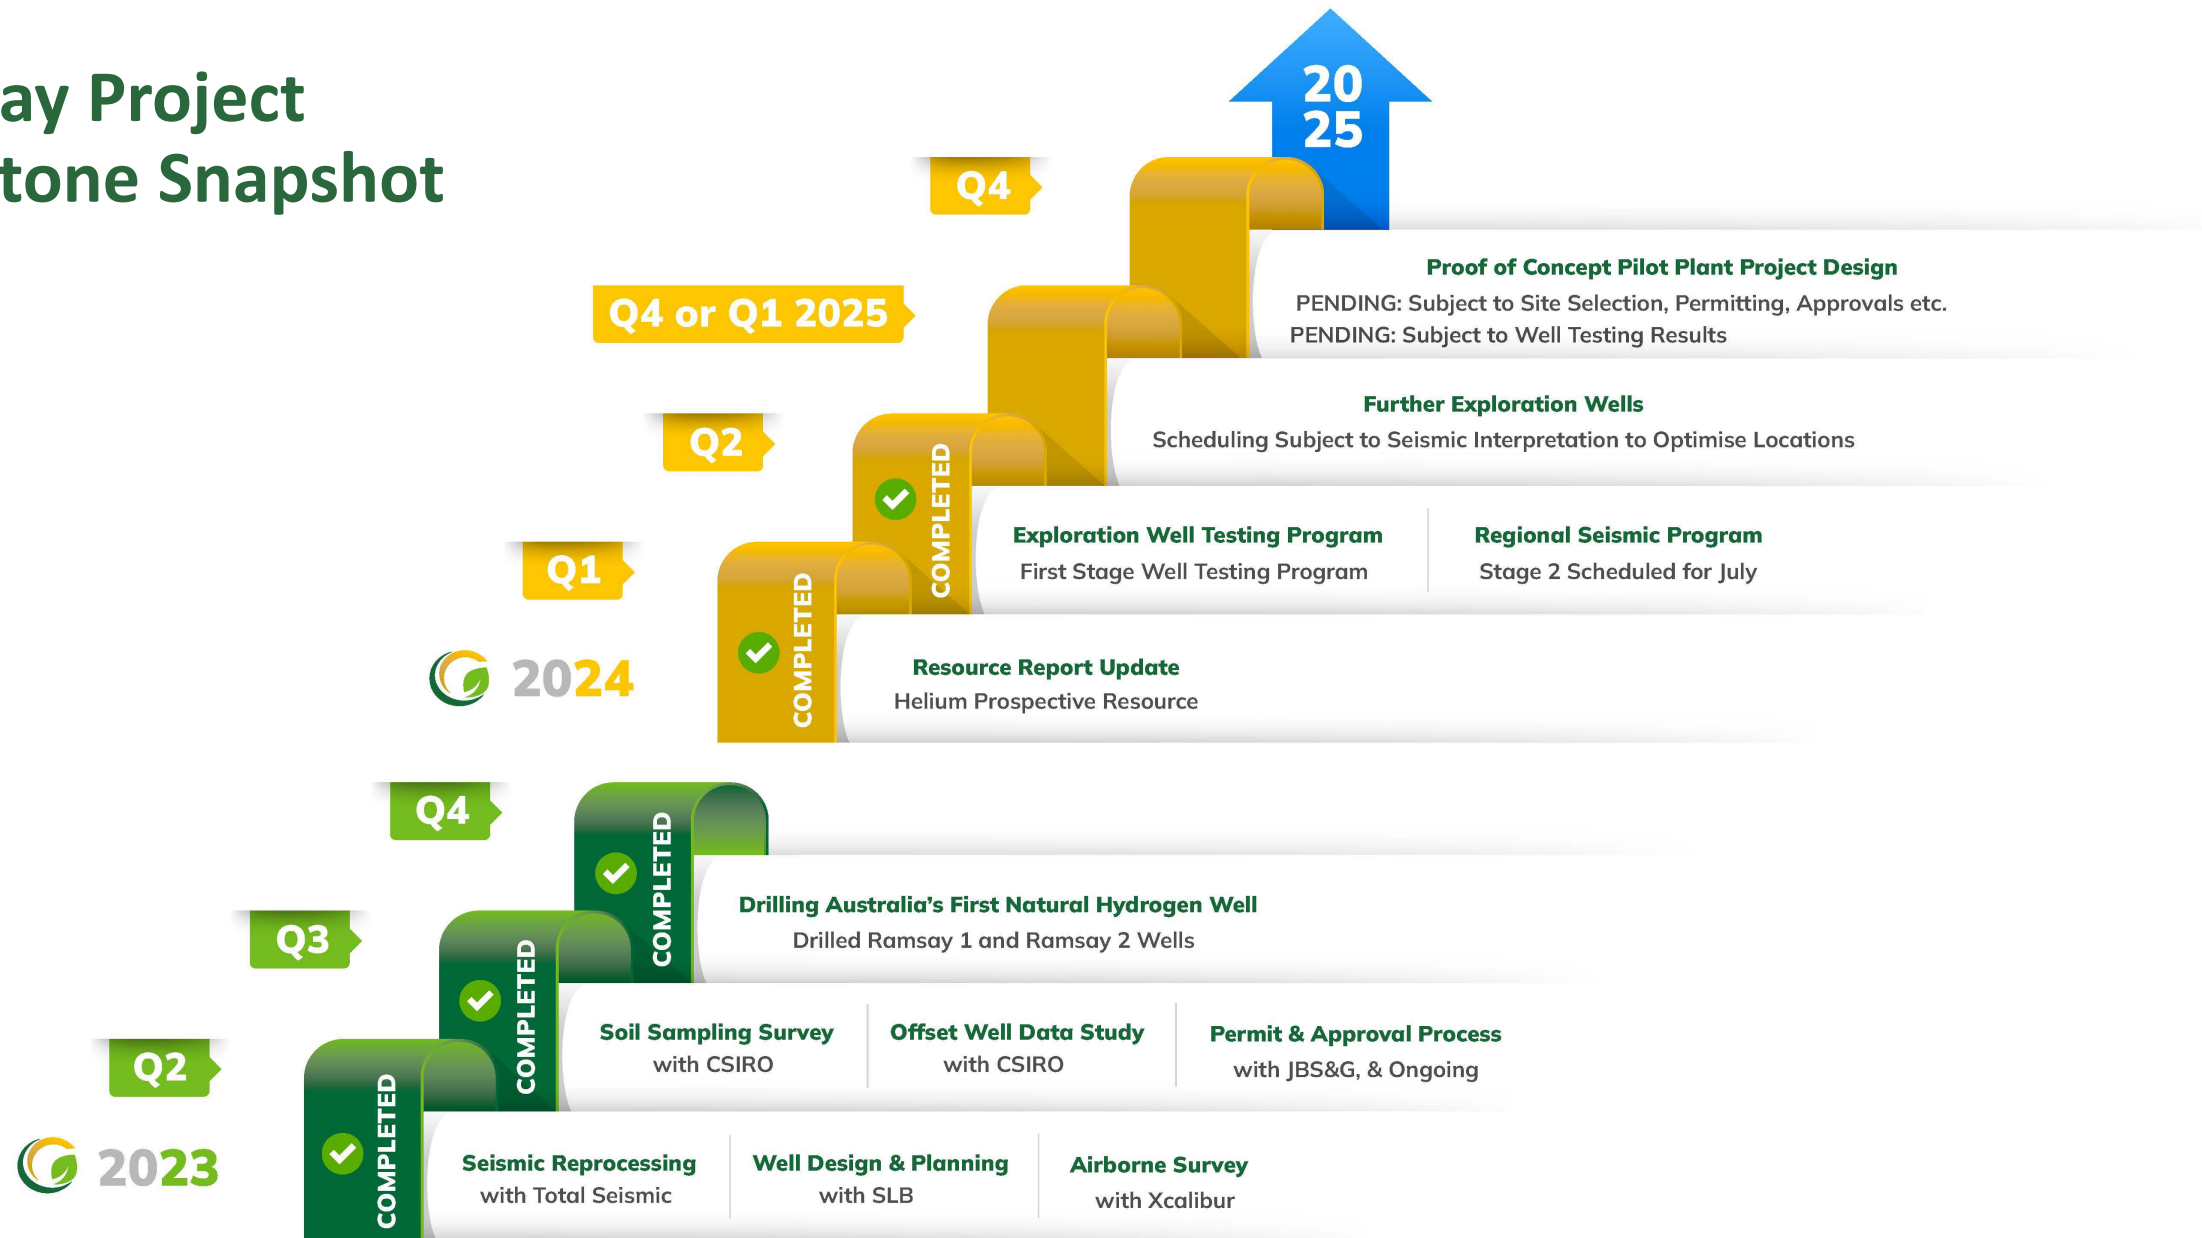 ay Project
tone Snapshot
20
25
Q4
Proof of Concept Pilot Plant Project Design
PENDING: Subject to Site Selection, Permitting, Approvals etc.
PENDING: Subject to Well Testing Results
Q4 or Q1 2025
Further Exploration Wells
Scheduling Subject to Seismic Interpretation to Optimise Locations
Q2
COMPLETED
Exploration Well Testing Program
First Stage Well Testing Program
Regional Seismic Program
Stage 2 Scheduled for July
Q1
COMPLETED
2024
Resource Report Update
Helium Prospective Resource
Q4
COMPLETED
Drilling Australia's First Natural Hydrogen Well
Drilled Ramsay 1 and Ramsay 2 Wells
Q3
COMPLETED
Soil Sampling Survey
with CSIRO
Offset Well Data Study
with CSIRO
Permit & Approval Process
with JBS&G, & Ongoing
Q2
COMPLETED
2023
Seismic Reprocessing
with Total Seismic
Well Design & Planning
with SLB
Airborne Survey
with Xcalibur